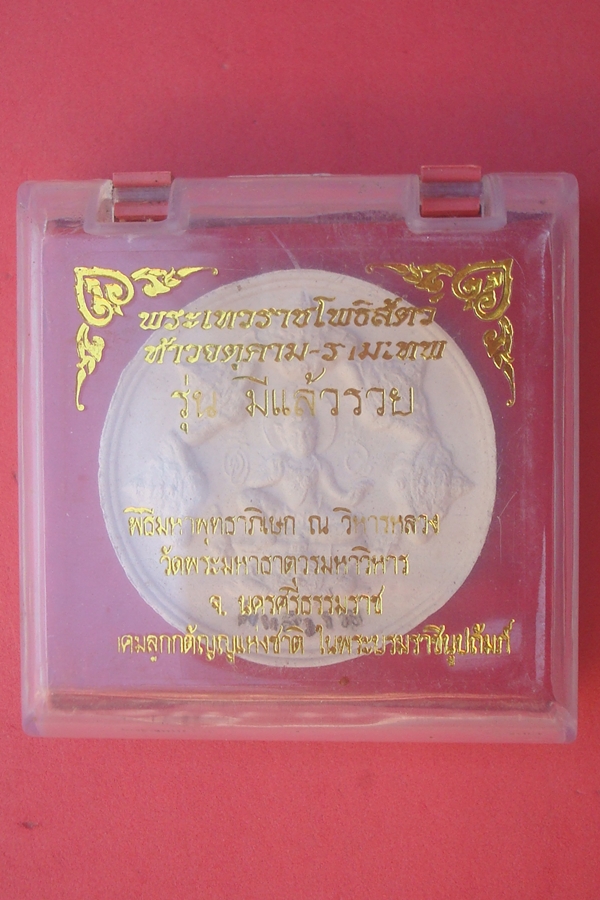 พระเทวราชโพธิสัตว์
ท้าวจตุคาม-รามเทพ
รุ่น มีแล้วรวย
พิธีมหาพุทธาภิเษก ณ วิหารหลวง
วัดพระมหาธาตุวรมหาวิหาร
จ. นครศรีธรรมราช
ลูกกตัญญูแห่งชาติ ในพระบรมราชินูปถัมภ์